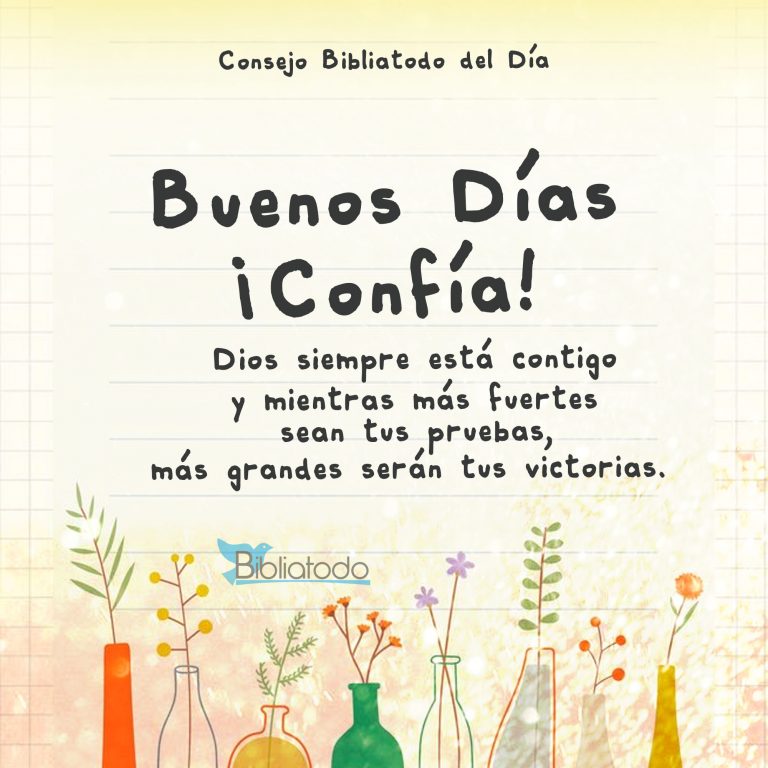 Consejo Bibliatodo del Día
Buenos Días
¡Confía!
Dios siempre está contigo
y mientras más fuertes
sean tus pruebas,
más grandes serán tus victorias.
Bibliatodo